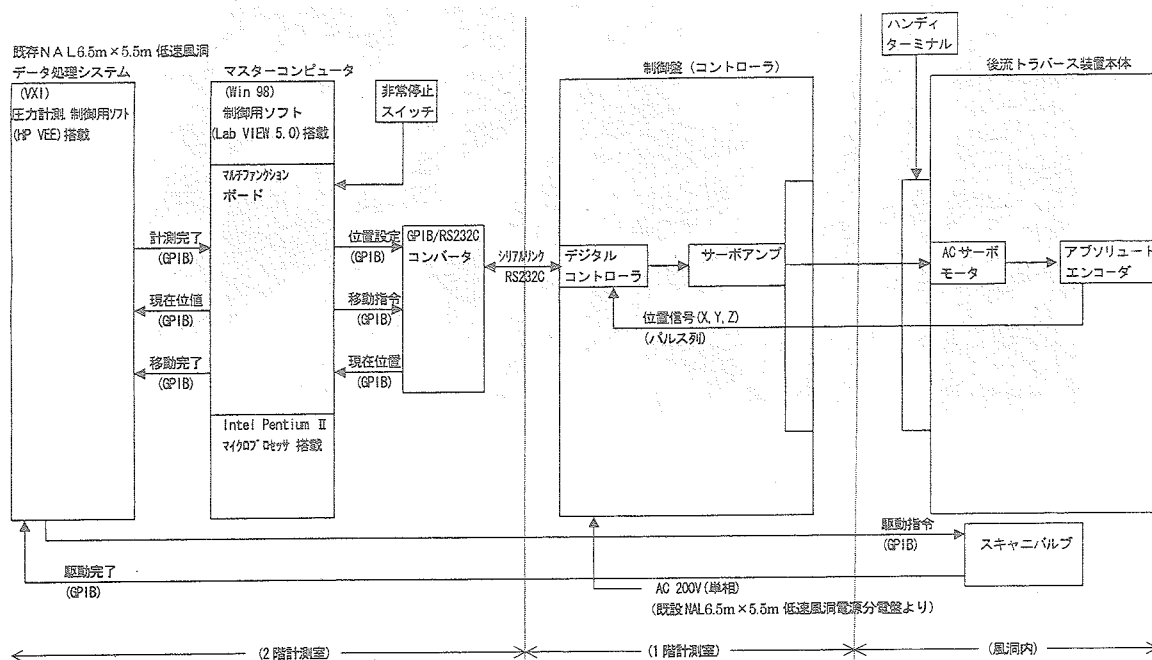 既存NAL6.5m×5.5m 低速風洞
データ処理システム
(VXI)
圧力計測、制御用ソフト
(HP VEE)搭載
マスターコンピュータ
(Win 98)
制御用ソフト
(Lab VIEW 5.0)搭載
マルチファンクション
ボード
Intel Pentium Ⅱ
マイクロプロセッサ 搭載
非常停止
スイッチ
計測完了
(GPIB)
現在位値
(GPIB)
移動完了
(GPIB)
位置設定
(GPIB)
移動指令
(GPIB)
現在位置
(GPIB)
GPIB/RS232C
コンバータ
シリアルリンク
RS232C
制御盤 (コントローラ)
デジタル
コントローラ
サーボアンプ
位置信号(X, Y, Z)
(パルス列)
ハンディ
ターミナル
後流トラバース装置本体
ACサーボ
モータ
アブソリュート
エンコーダ
駆動指令
(GPIB)
スキャニバルブ
駆動完了
(GPIB)
AC 200V(単相)
(既設NAL6.5m×5.5m 低速風洞電源分電盤より)
(2階計測室)
(1階計測室)
(風洞内)